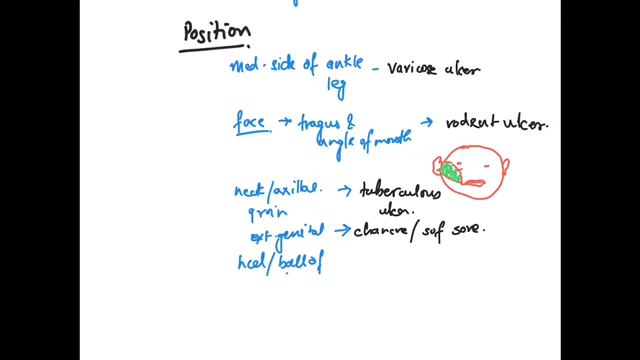 Position
med. side of ankle - varicose ulcer
leg
face → tragus & → rodent ulcer.
angle of mouth
neck/axillae → tuberculous
groin ulcer.
ext. genital → chancre/soft sore.
heel/ball of